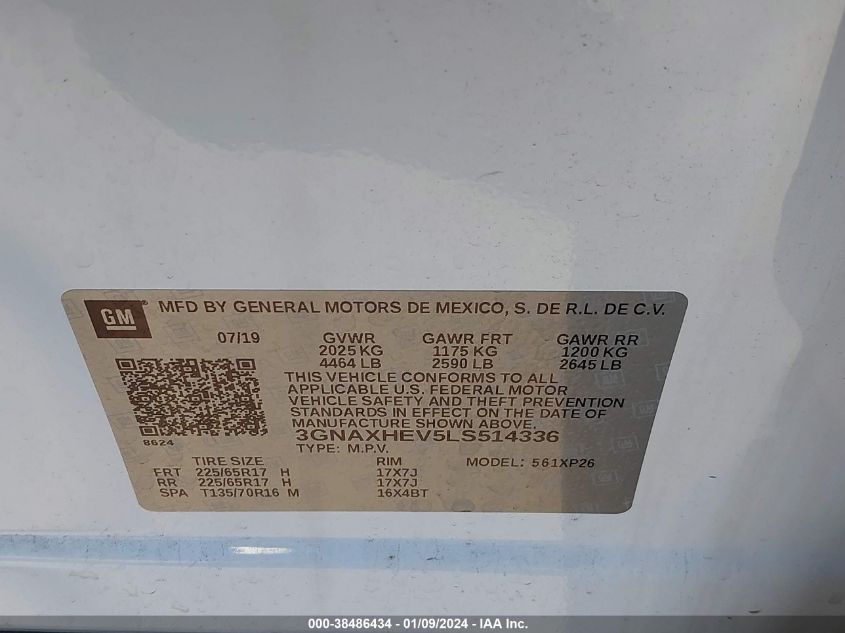 GM ® MFD BY GENERAL MOTORS DE MEXICO, S. DE R.L. DE C.V.
07/19 GVWR GAWR FRT GAWR RR
2025 KG 1175 KG 1200 KG
4464 LB 2590 LB 2645 LB
THIS VEHICLE CONFORMS TO ALL
APPLICABLE U.S. FEDERAL MOTOR
VEHICLE SAFETY AND THEFT PREVENTION
STANDARDS IN EFFECT ON THE DATE OF
MANUFACTURE SHOWN ABOVE.
8624 3GNAXHEV5LS514336
TYPE: M.P.V.
TIRE SIZE RIM MODEL: 561XP26
FRT 225/65R17 H 17X7J
RR 225/65R17 H 17X7J
SPA T135/70R16 M 16X4BT
000-38486434 - 01/09/2024 - IAA Inc.